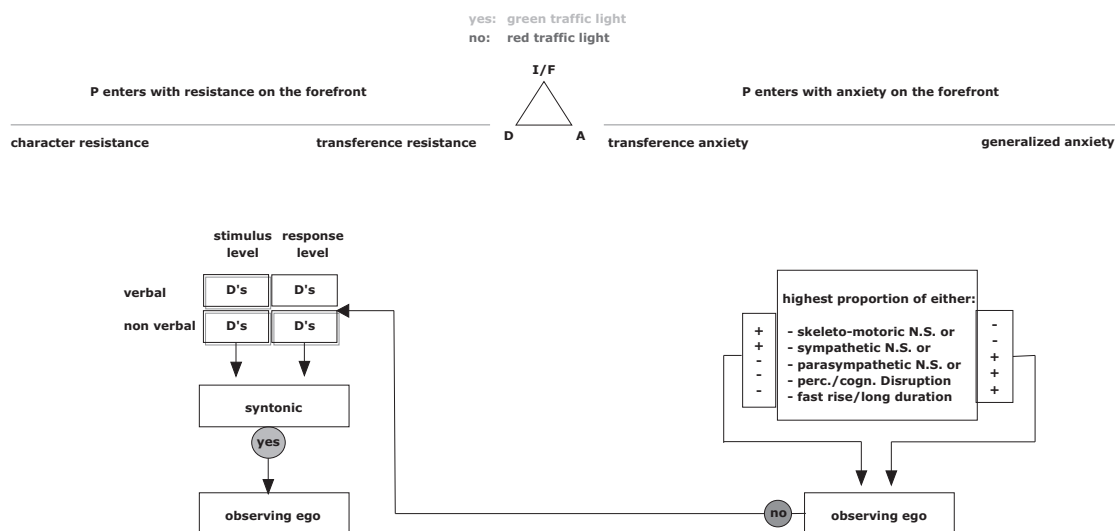 yes: green traffic light
no: red traffic light
I/F
P enters with resistance on the forefront
P enters with anxiety on the forefront
D
A
character resistance
transference resistance
transference anxiety
generalized anxiety
stimulus
level
response
level
verbal
D's
D's
non verbal
D's
D's
syntonic
yes
observing ego
highest proportion of either:
+
- skeleto-motoric N.S. or
-
+
- sympathetic N.S. or
-
-
- parasympathetic N.S. or
+
-
- perc./cogn. Disruption
+
-
- fast rise/long duration
+
no
observing ego